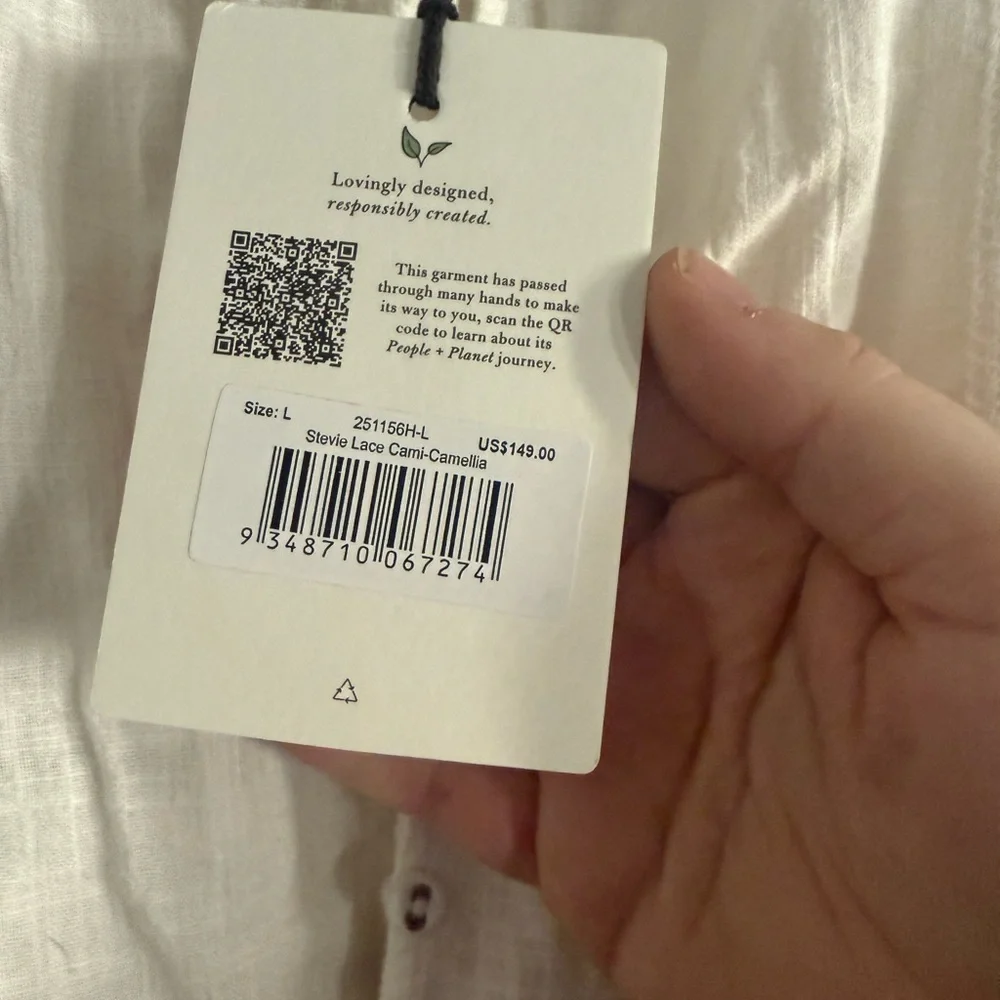 Lovingly designed,
responsibly created.
This garment has passed
through many hands to make
its way to you, scan the QR
code to learn about its
People + Planet journey.
Size: L
251156H-L
US$149.00
Stevie Lace Cami-Camellia
9 348710 067274